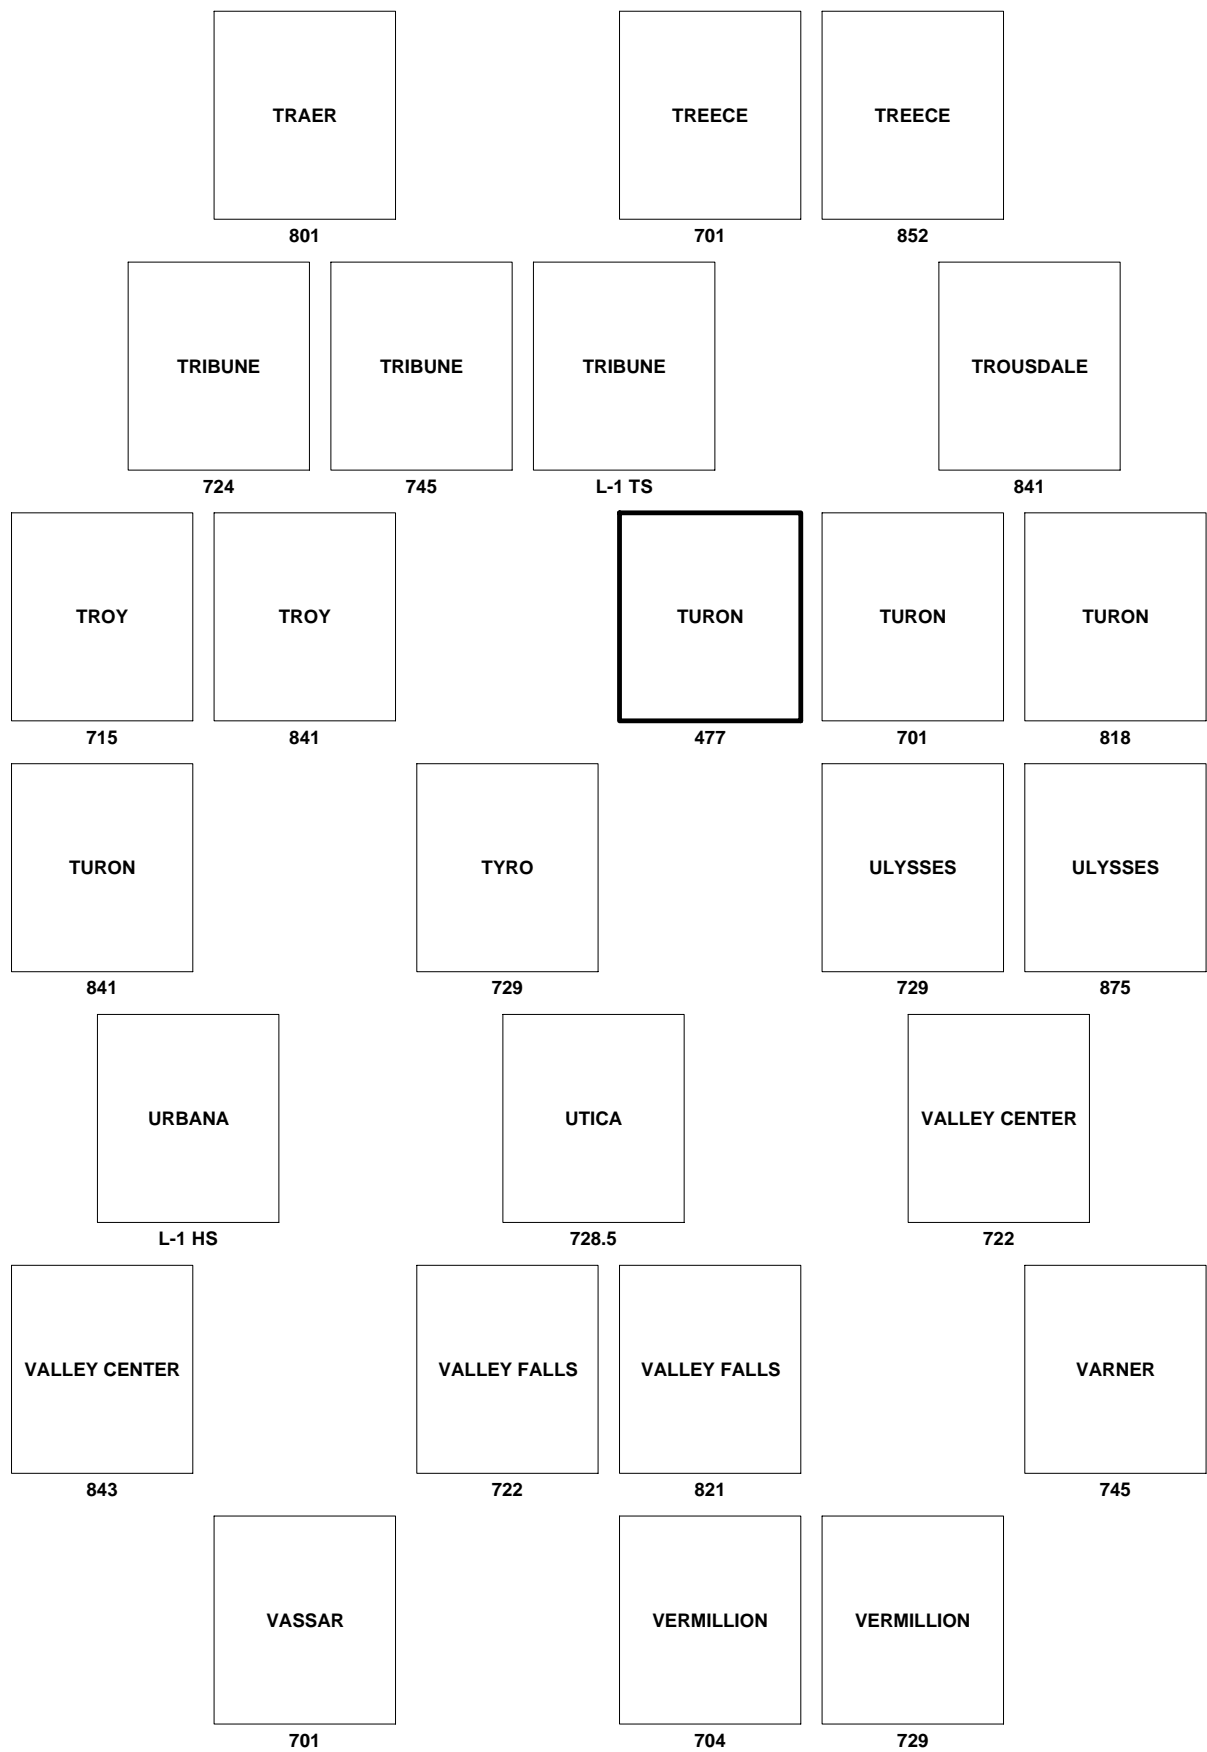 TRAER TREECE TREECE
801 701 852
TRIBUNE TRIBUNE TRIBUNE TROUSDALE
724 745 L-1 TS 841
TROY TROY TURON TURON TURON
715 841 477 701 818
TURON TYRO ULYSSES ULYSSES
841 729 729 875
URBANA UTICA VALLEY CENTER
L-1 HS 728.5 722
VALLEY CENTER VALLEY FALLS VALLEY FALLS VARNER
843 722 821 745
VASSAR VERMILLION VERMILLION
701 704 729